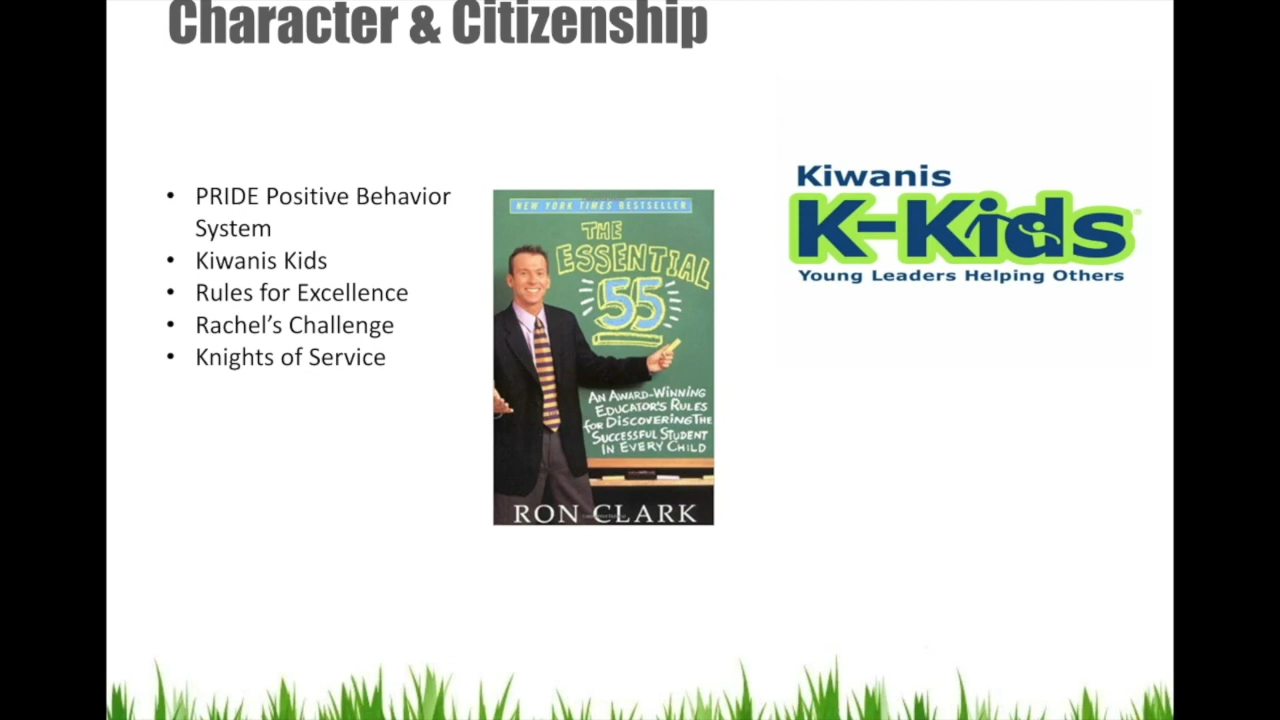 Character & Citizenship
• PRIDE Positive Behavior
System
• Kiwanis Kids
• Rules for Excellence
• Rachel’s Challenge
• Knights of Service
NEW YORK TIMES BESTSELLER
THE
ESSENTIAL
55
AN AWARD-WINNING
EDUCATOR'S RULES
FOR DISCOVERING THE
SUCCESSFUL STUDENT
IN EVERY CHILD
RON CLARK
Kiwanis
K-Kids
Young Leaders Helping Others